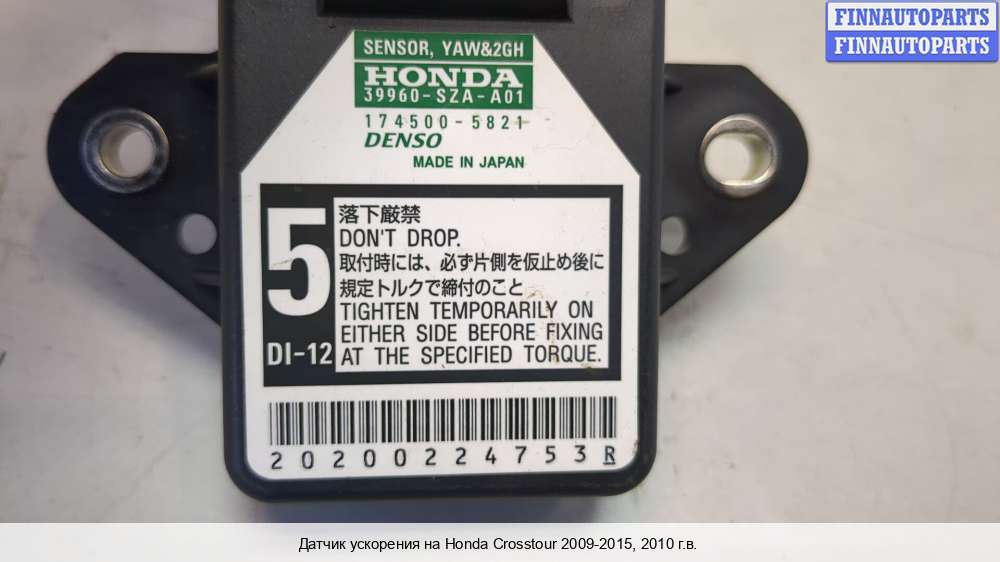 FINNAUTOPARTS
FINNAUTOPARTS
SENSOR, YAW&2GH
HONDA
39960-SZA-A01
174500-5821
DENSO
MADE IN JAPAN
5
DI-12
落下厳禁
DON'T DROP.
取付時には、必ず片側を仮止め後に
規定トルクで締付のこと
TIGHTEN TEMPORARILY ON
EITHER SIDE BEFORE FIXING
AT THE SPECIFIED TORQUE.
20200224753R
Датчик ускорения на Honda Crosstour 2009-2015, 2010 г.в.